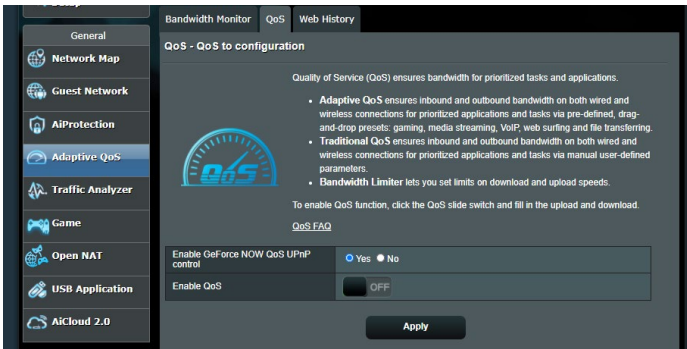 Bandwidth Monitor QoS Web History
General
QoS - QoS to configuration
Network Map
Guest Network
AiProtection
Adaptive QoS
Traffic Analyzer
Game
Open NAT
USB Application
AiCloud 2.0
Quality of Service (QoS) ensures bandwidth for prioritized tasks and applications.
Adaptive QoS ensures inbound and outbound bandwidth on both wired and
wireless connections for prioritized applications and tasks via pre-defined, drag-
and-drop presets: gaming, media streaming, VoIP, web surfing and file transferring.
Traditional QoS ensures inbound and outbound bandwidth on both wired and
wireless connections for prioritized applications and tasks via manual user-defined
parameters.
Bandwidth Limiter lets you set limits on download and upload speeds.
QoS
To enable QoS function, click the QoS slide switch and fill in the upload and download.
QoS FAQ
Enable GeForce NOW QoS UPnP
control
Yes No
Enable QoS
OFF
Apply